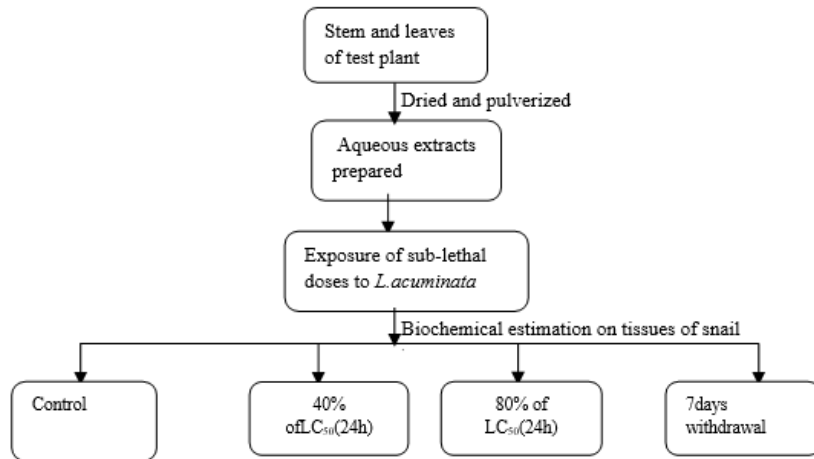 Stem and leaves
of test plant
Dried and pulverized
Aqueous extracts
prepared
Exposure of sub-lethal
doses to L.acuminata
Biochemical estimation on tissues of snail
.
Control
40%
ofLC₅₀(24h)
80% of
LC₅₀(24h)
7days
withdrawal